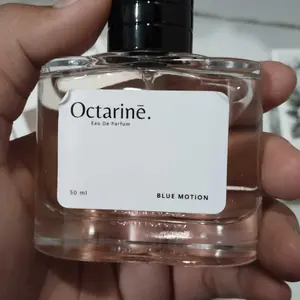 Octarinē.
Eau De Parfum
50 ml
BLUE MOTION